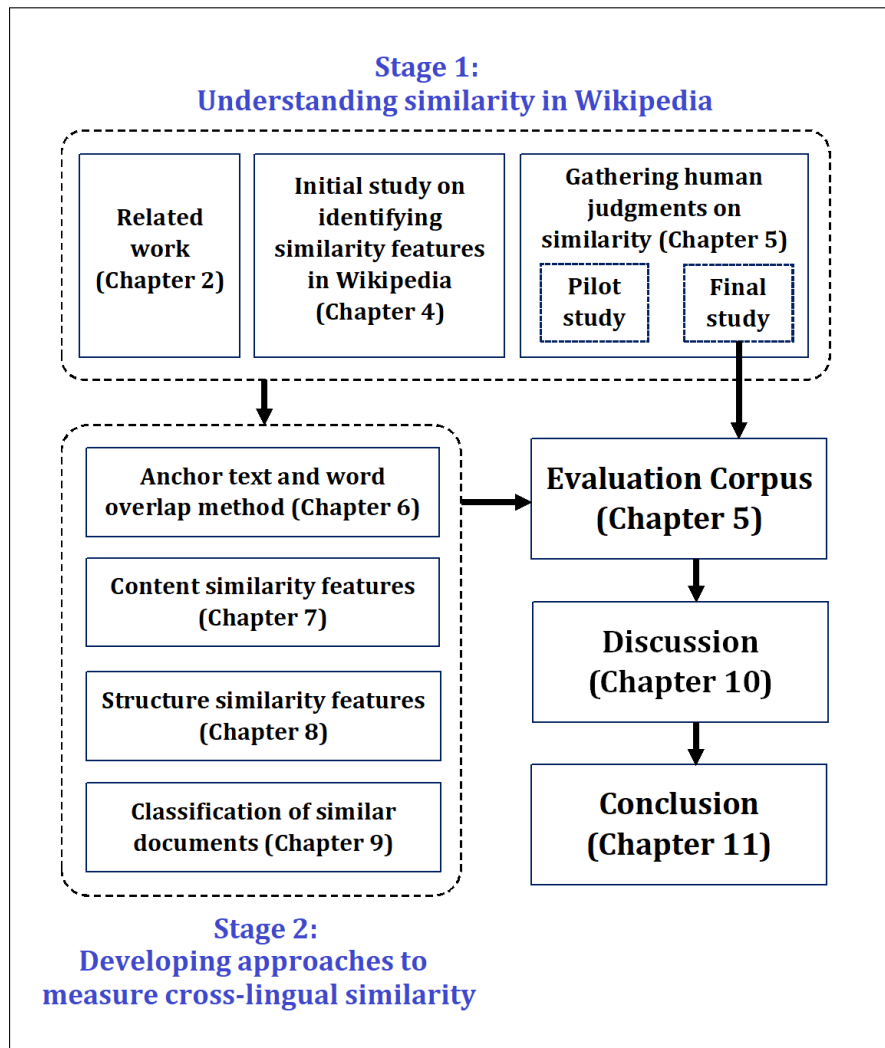 Stage 1:
Understanding similarity in Wikipedia
Related
work
(Chapter 2)
Initial study on
identifying
similarity features
in Wikipedia
(Chapter 4)
Gathering human
judgments on
similarity (Chapter 5)
Pilot
study
Final
study
Anchor text and word
overlap method (Chapter 6)
Content similarity features
(Chapter 7)
Structure similarity features
(Chapter 8)
Classification of similar
documents (Chapter 9)
Evaluation Corpus
(Chapter 5)
Discussion
(Chapter 10)
Conclusion
(Chapter 11)
Stage 2:
Developing approaches to
measure cross-lingual similarity